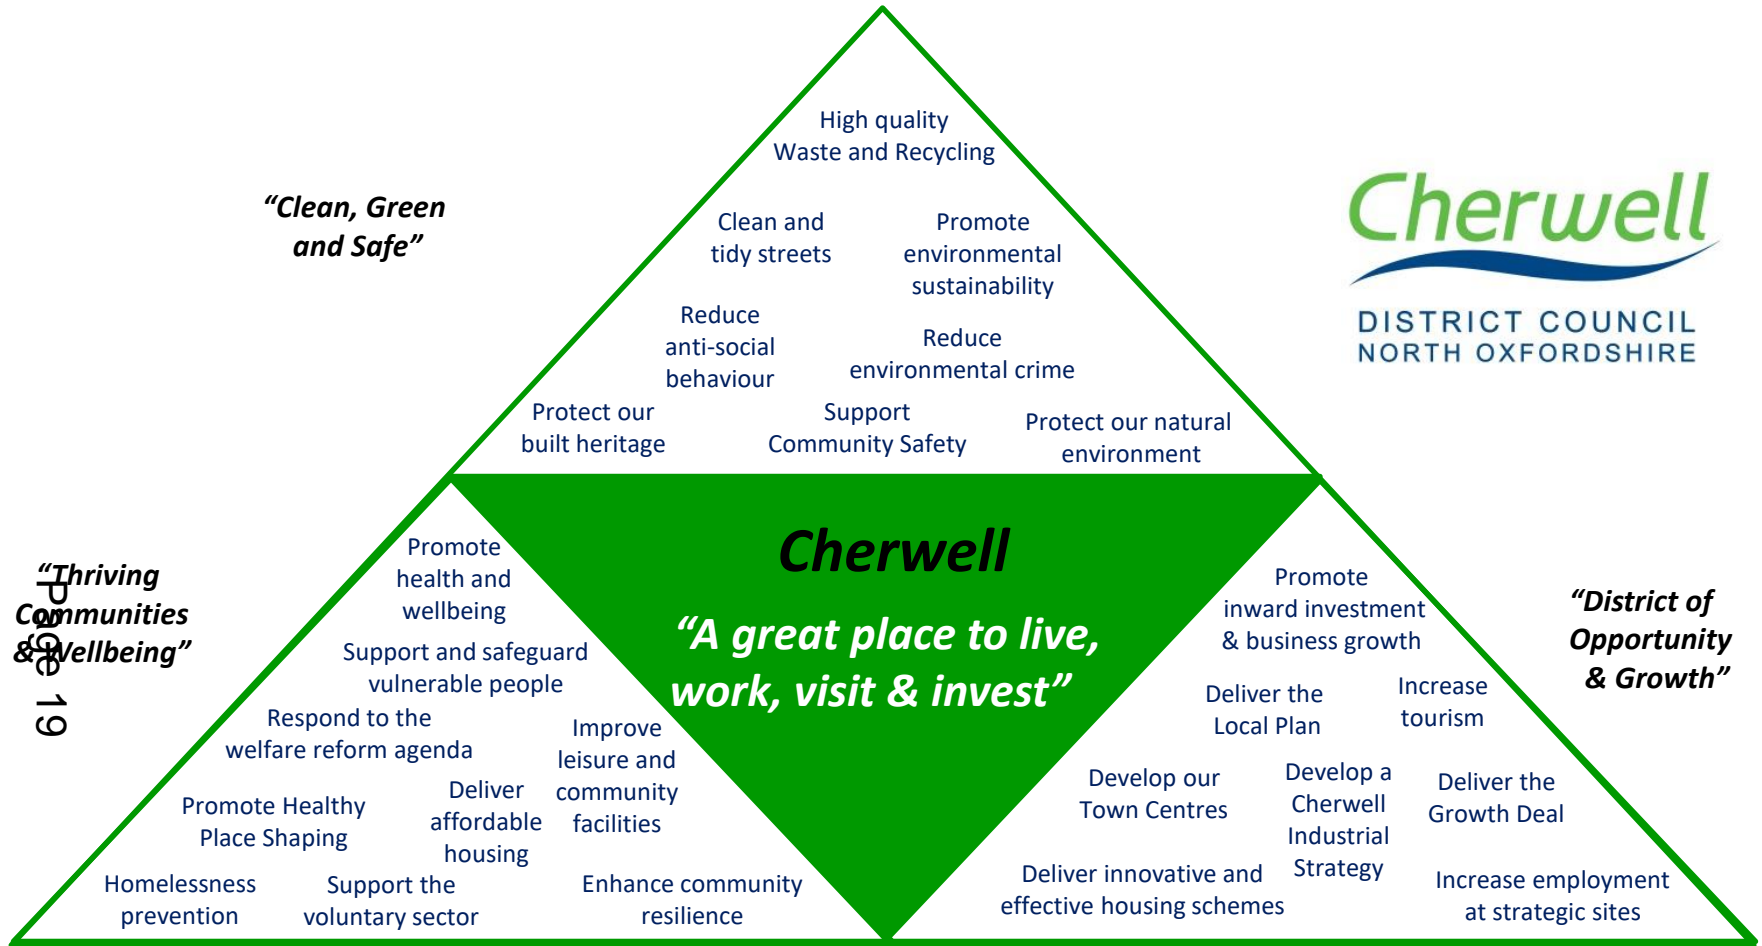 High quality
Waste and Recycling
“Clean, Green
and Safe”
Clean and
tidy streets
Promote
environmental
sustainability
Reduce
anti-social
behaviour
Reduce
environmental crime
Protect our
built heritage
Support
Community Safety
Protect our natural
environment
Cherwell
DISTRICT COUNCIL
NORTH OXFORDSHIRE
Cherwell
“A great place to live,
work, visit & invest”
“Thriving
Communities
& Wellbeing”
Page 19
Promote
health and
wellbeing
Support and safeguard
vulnerable people
Respond to the
welfare reform agenda
Improve
leisure and
community
facilities
Promote Healthy
Place Shaping
Deliver
affordable
housing
Homelessness
prevention
Support the
voluntary sector
Enhance community
resilience
“District of
Opportunity
& Growth”
Promote
inward investment
& business growth
Deliver the
Local Plan
Increase
tourism
Develop our
Town Centres
Develop a
Cherwell
Industrial
Strategy
Deliver the
Growth Deal
Deliver innovative and
effective housing schemes
Increase employment
at strategic sites